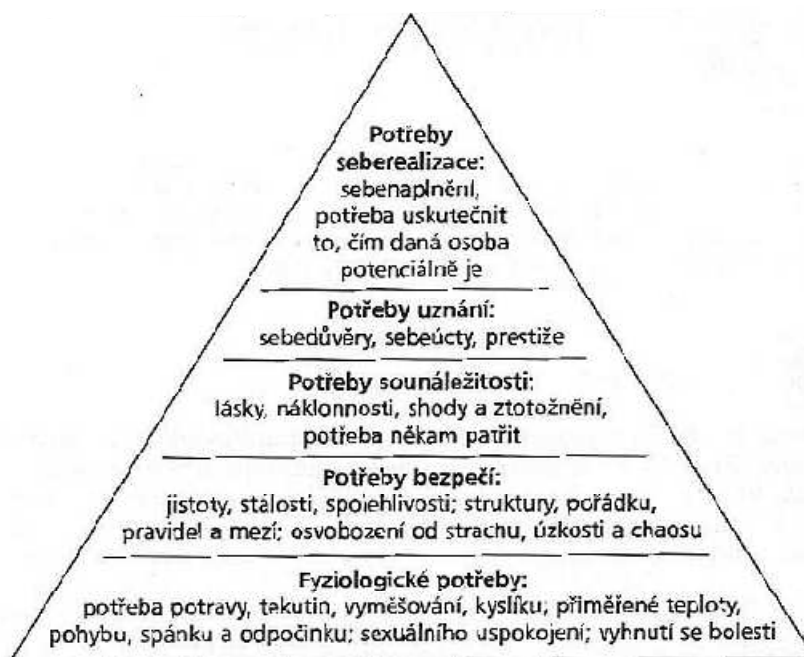 Potřeby
seberealizace:
sebenaplnění,
potřeba uskutečnit
to, čím daná osoba
potenciálně je
Potřeby uznání:
sebedůvěry, sebeúcty, prestiže
Potřeby sounáležitosti:
lásky, náklonnosti, shody a ztotožnění,
potřeba někam patřit
Potřeby bezpečí:
jistoty, stálosti, spolehlivosti; struktury, pořádku,
pravidel a mezí; osvobození od strachu, úzkosti a chaosu
Fyziologické potřeby:
potřeba potravy, tekutin, vyměšování, kyslíku; přiměřené teploty,
pohybu, spánku a odpočinku; sexuálního uspokojení; vyhnutí se bolesti